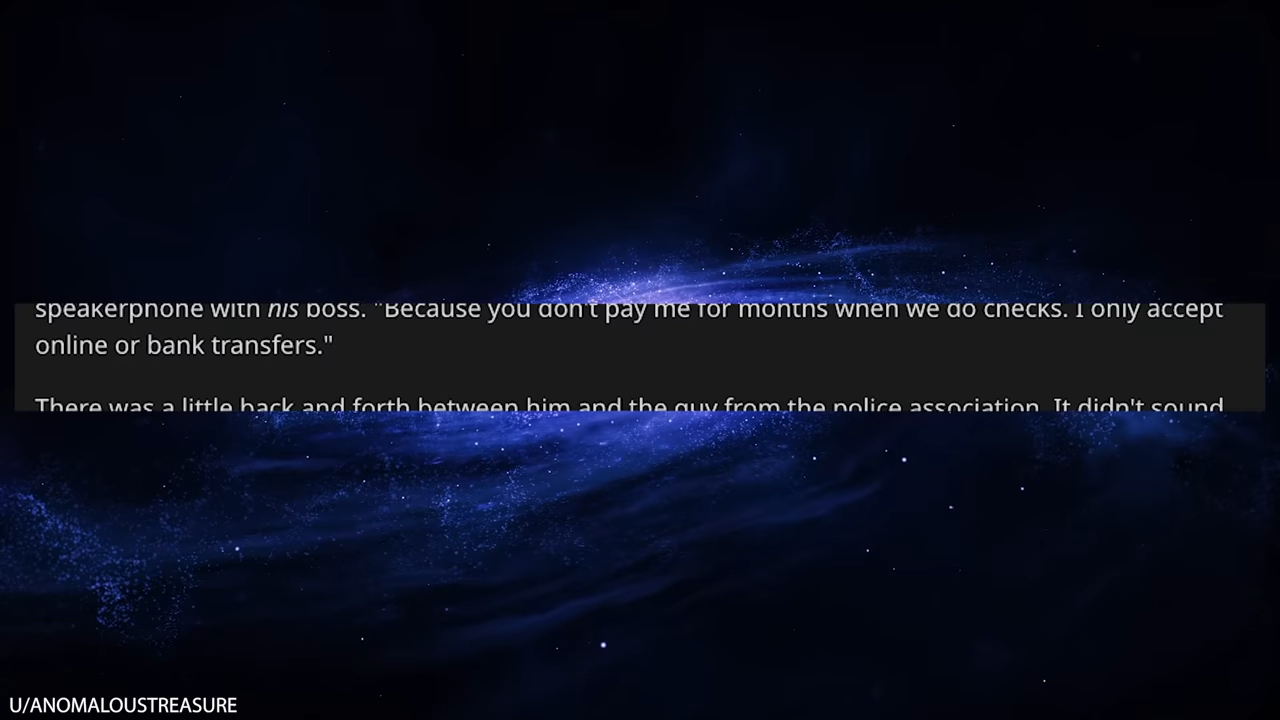 speakerphone with his boss. "Because you don't pay me for months when we do checks. I only accept
online or bank transfers."
There was a little back and forth between him and the guy from the police association. It didn't sound
U/ANOMALOUSTREASURE